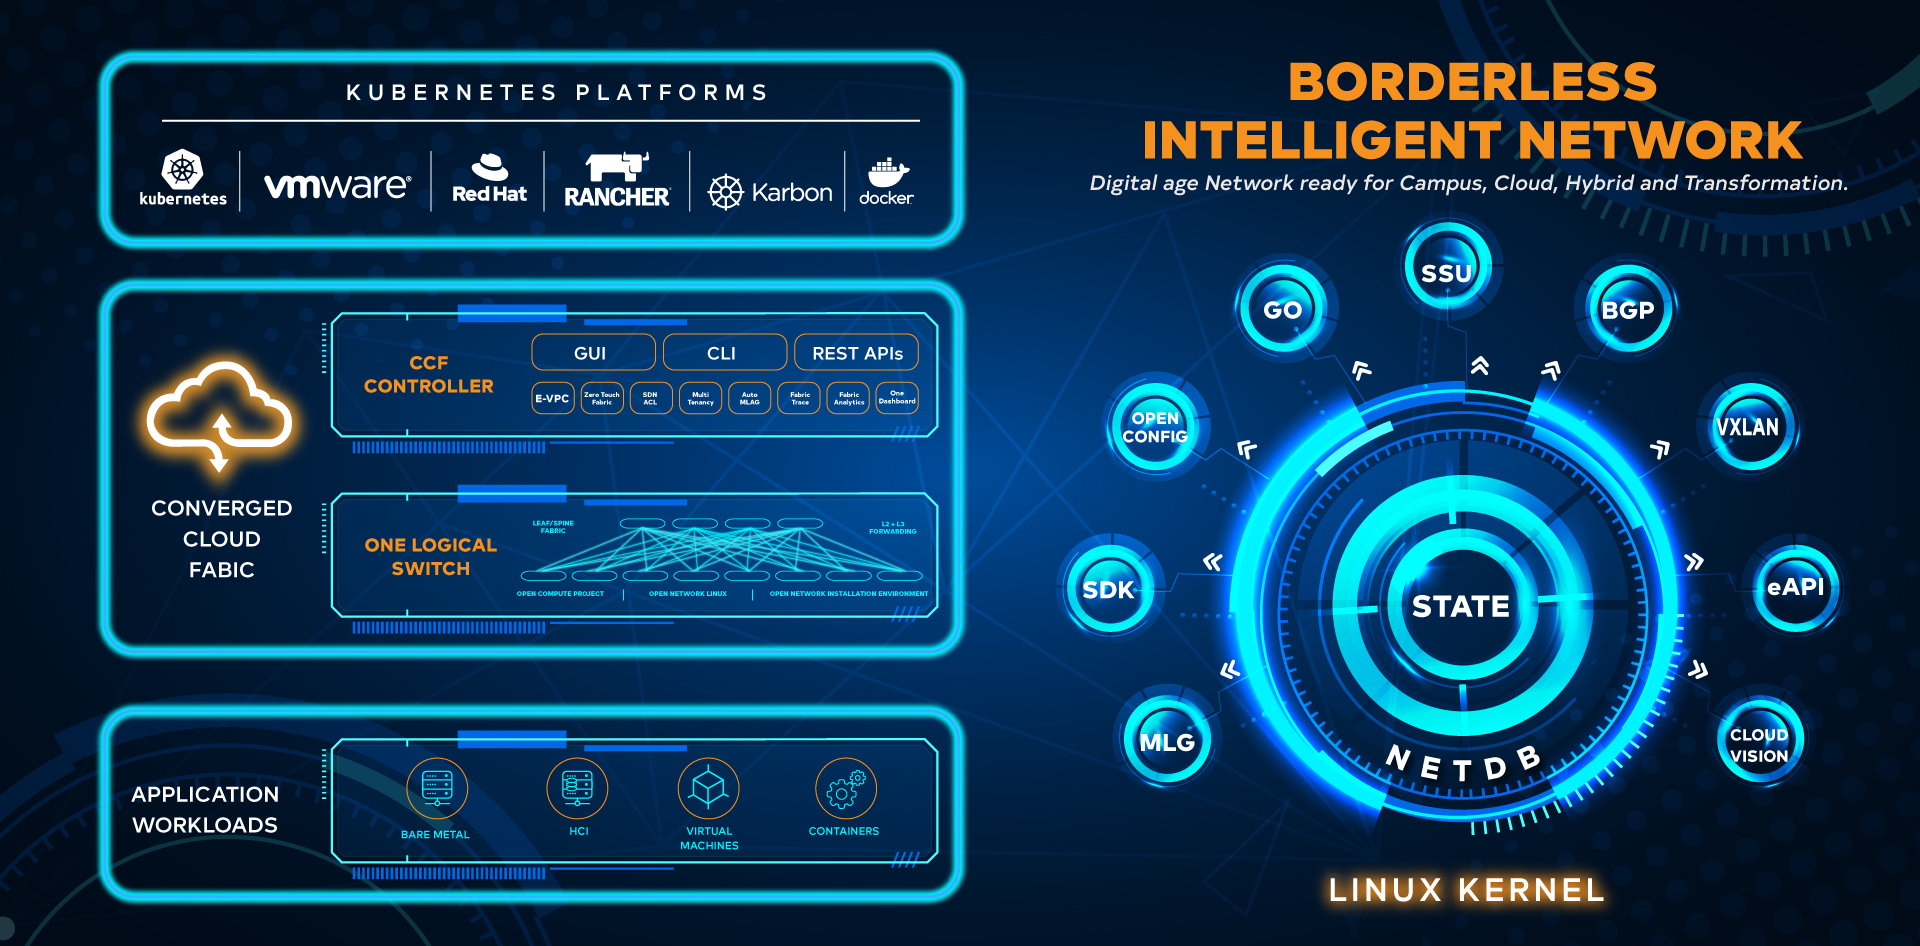 KUBERNETES PLATFORMS
kubernetes
vmware®
Red Hat
RANCHER
Karbon
docker
CONVERGED
CLOUD
FABIC
CCF
CONTROLLER
GUI
CLI
REST APIs
E-VPC
Zero Touch
Fabric
SDN
ACL
Multi
Tenancy
Auto
MLAG
Fabric
Trace
Fabric
Analytics
One
Dashboard
ONE LOGICAL
SWITCH
LEAF/SPINE
FABRIC
L2 + L3
FORWARDING
OPEN COMPUTE PROJECT
OPEN NETWORK LINUX
OPEN NETWORK INSTALLATION ENVIRONMENT
APPLICATION
WORKLOADS
BARE METAL
HCI
VIRTUAL
MACHINES
CONTAINERS
BORDERLESS
INTELLIGENT NETWORK
Digital age Network ready for Campus, Cloud, Hybrid and Transformation.
SSU
GO
BGP
OPEN
CONFIG
VXLAN
SDK
STATE
eAPI
MLG
NETDB
CLOUD
VISION
LINUX KERNEL